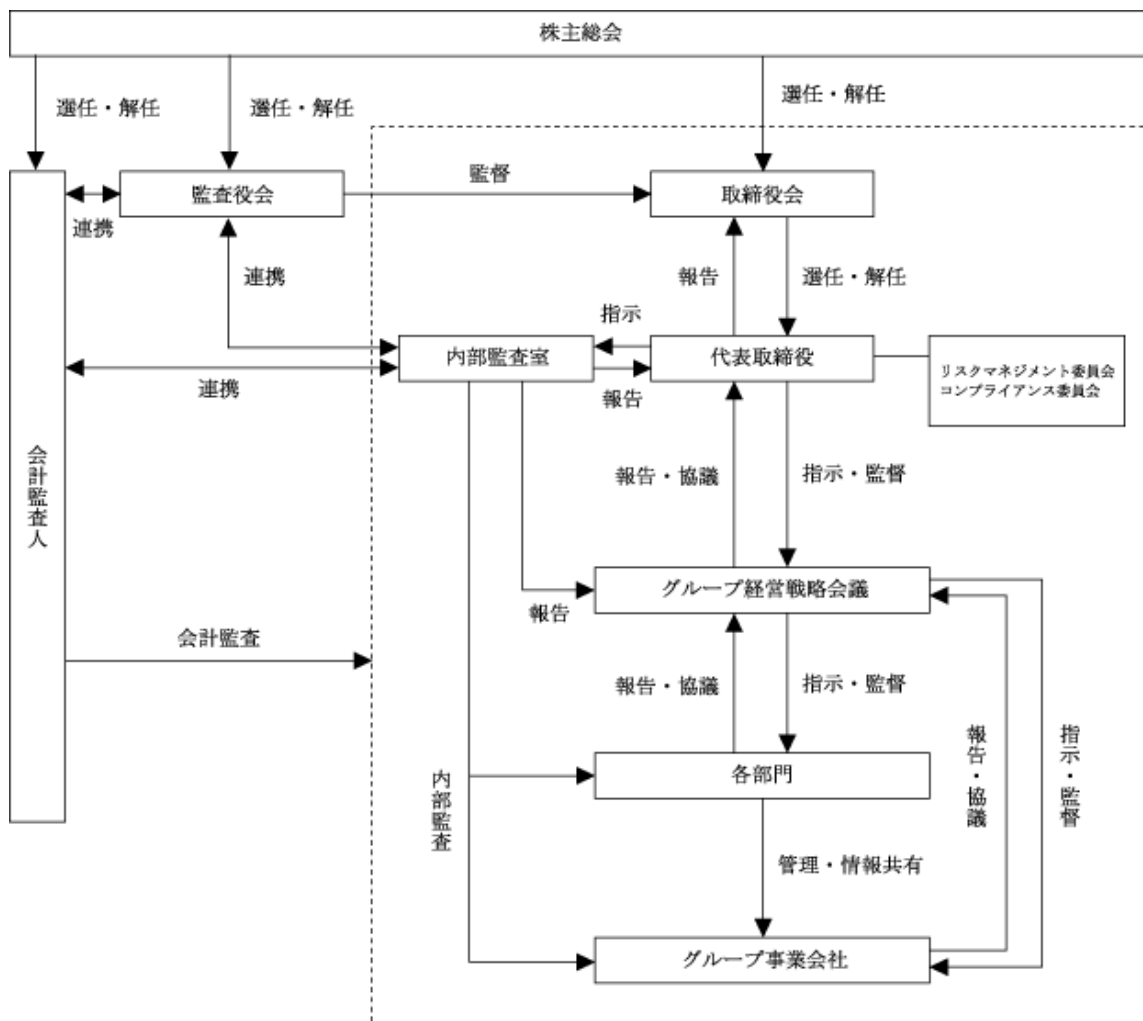 株主総会
選任・解任
選任・解任
選任・解任
監査役会
監督
取締役会
連携
連携
報告
選任・解任
指示
内部監査室
代表取締役
リスクマネジメント委員会
コンプライアンス委員会
連携
報告
会計監査人
報告・協議
指示・監督
グループ経営戦略会議
報告
会計監査
報告・協議
指示・監督
報告・協議
指示・監督
各部門
内部監査
管理・情報共有
グループ事業会社